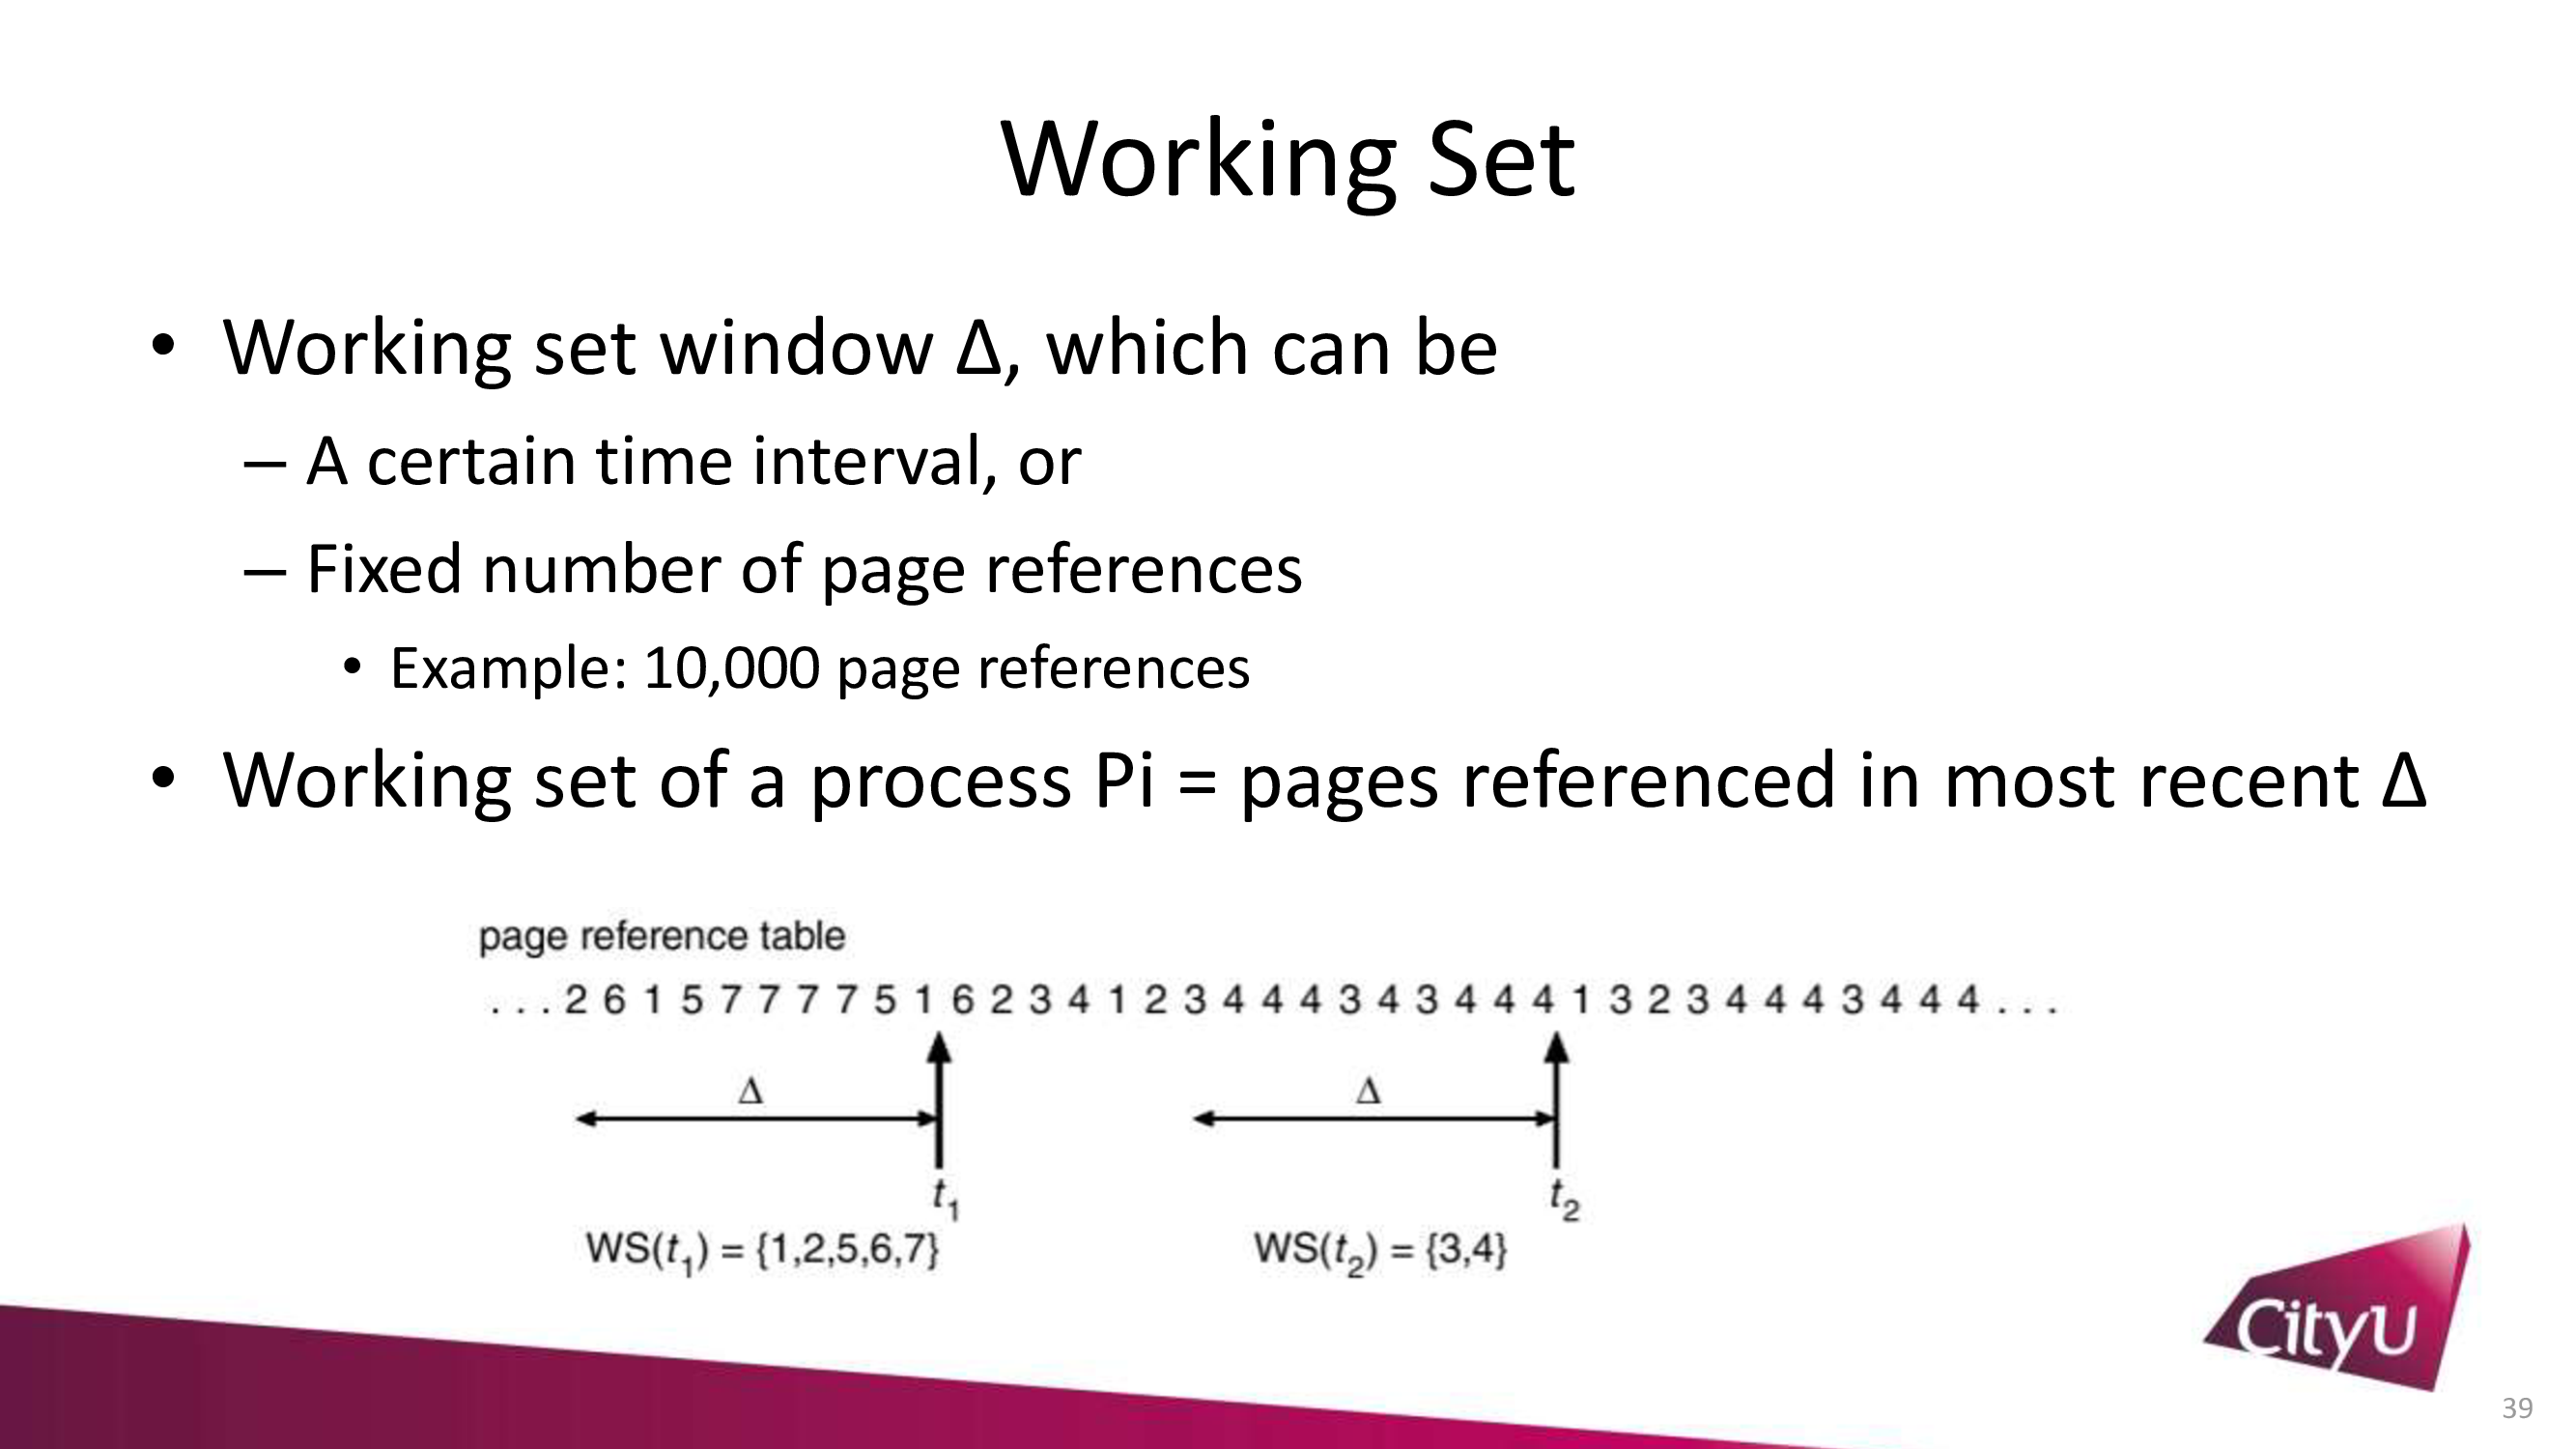 Working Set
• Working set window Δ, which can be
– A certain time interval, or
– Fixed number of page references
• Example: 10,000 page references
• Working set of a process Pi = pages referenced in most recent Δ
page reference table
. . . 2 6 1 5 7 7 7 7 5 1 6 2 3 4 1 2 3 4 4 4 3 4 3 4 4 4 1 3 2 3 4 4 4 3 4 4 4 . . .
Δ Δ
t1 t2
WS(t1) = {1,2,5,6,7} WS(t2) = {3,4}
CityU
39